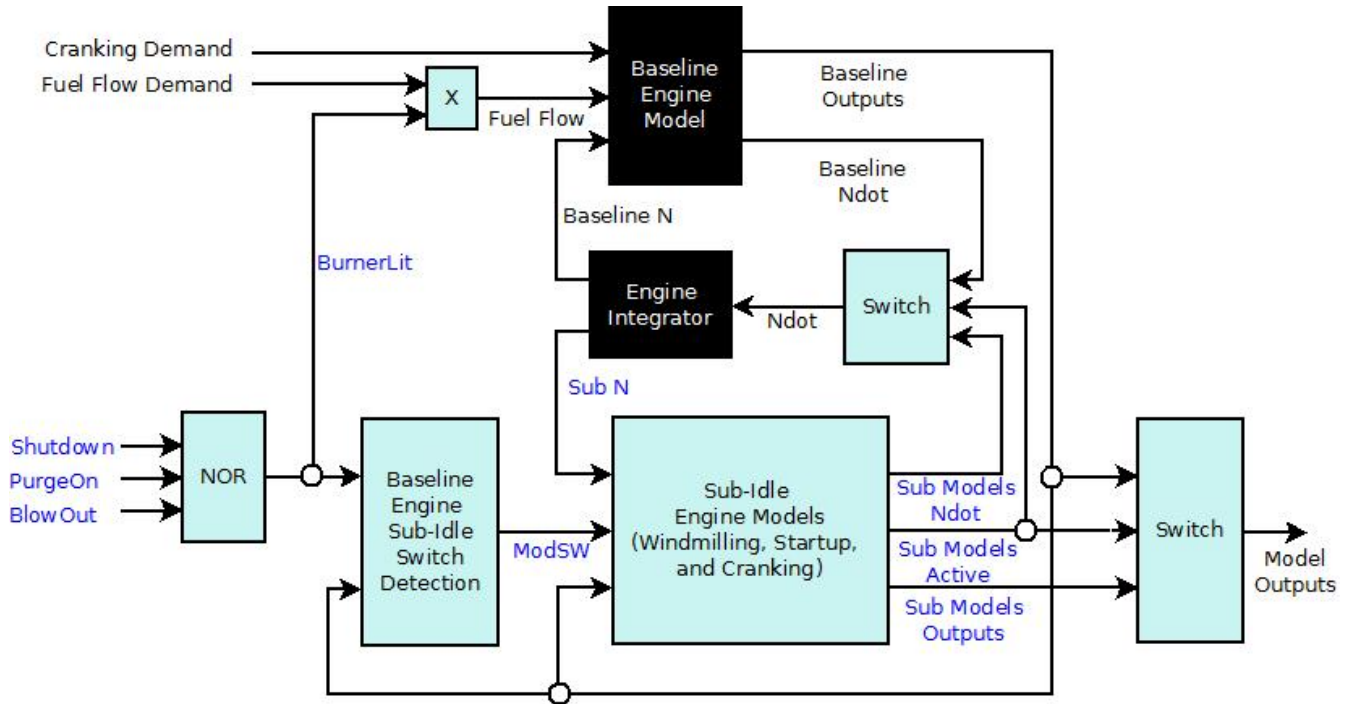 Cranking Demand
Fuel Flow Demand
X
Fuel Flow
Baseline
Engine
Model
Baseline
Outputs
Baseline
Ndot
Baseline N
BurnerLit
Engine
Integrator
Ndot
Switch
Sub N
Shutdown
PurgeOn
BlowOut
NOR
Baseline
Engine
Sub-Idle
Switch
Detection
ModSW
Sub-Idle
Engine Models
(Windmilling, Startup,
and Cranking)
Sub Models
Ndot
Sub Models
Active
Sub Models
Outputs
Switch
Model
Outputs